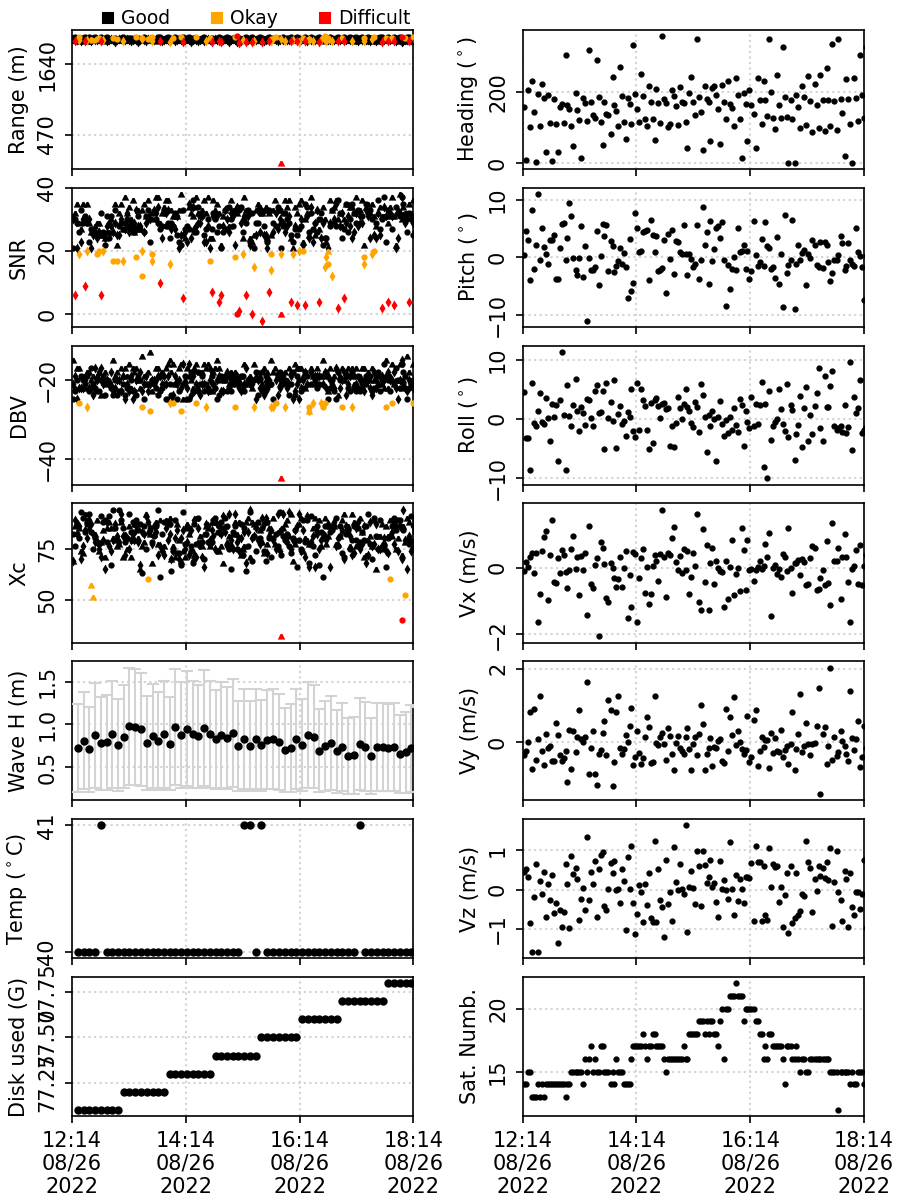 Good Okay Difficult
Range (m)
1640
470
Heading (°)
200
0
SNR
40
20
0
Pitch (°)
10
0
−10
DBV
−20
−40
Roll (°)
10
0
−10
Xc
75
50
Vx (m/s)
0
−2
Wave H (m)
1.5
1.0
0.5
Vy (m/s)
2
0
Temp (°C)
41
40
Vz (m/s)
1
0
−1
Disk used (G)
77.75
77.50
77.25
Sat. Numb.
20
15
12:14 14:14 16:14 18:14 12:14 14:14 16:14 18:14
08/26 08/26 08/26 08/26 08/26 08/26 08/26 08/26
2022 2022 2022 2022 2022 2022 2022 2022